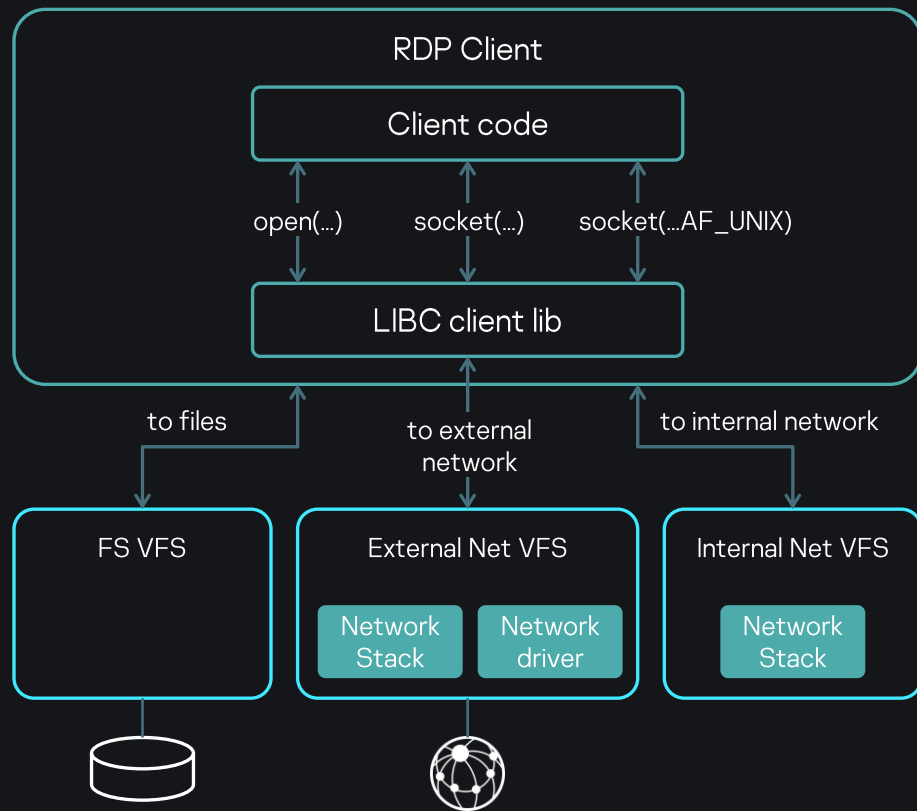 RDP Client
Client code
open(...)
socket(...)
socket(...AF_UNIX)
LIBC client lib
to files
to external
network
to internal network
FS VFS
External Net VFS
Internal Net VFS
Network
Stack
Network
driver
Network
Stack